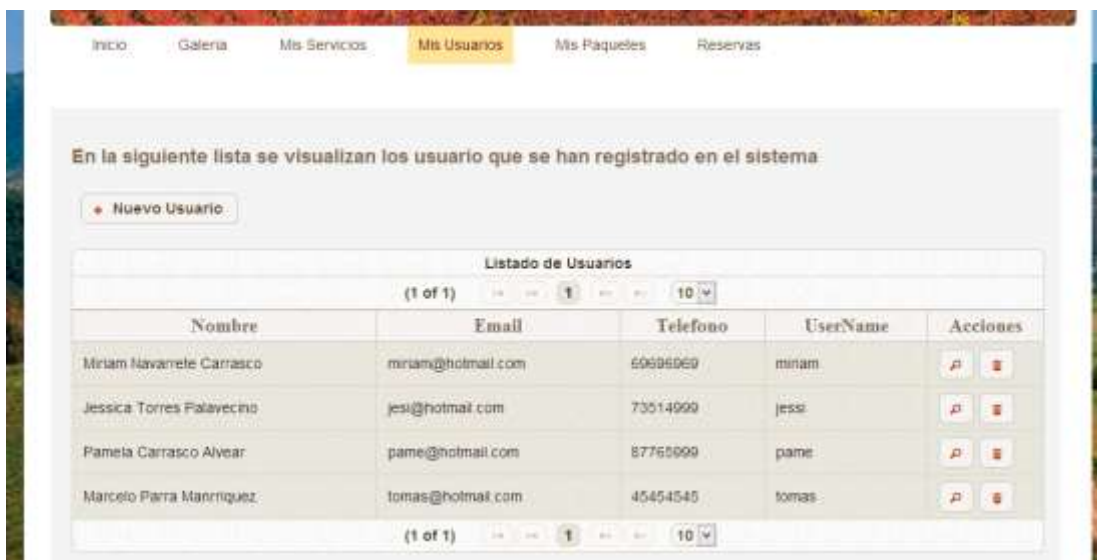 Inicio Galeria Mis Servicios Mis Usuarios Mis Paquetes Reservas
En la siguiente lista se visualizan los usuario que se han registrado en el sistema
Nuevo Usuario
Listado de Usuarios
(1 of 1) 1 10
Nombre Email Telefono UserName Acciones
Miriam Navarrete Carrasco miriam@hotmail.com 69696969 miriam
Jessica Torres Palavecino jesi@hotmail.com 73514999 jessi
Pamela Carrasco Alvear pame@hotmail.com 87765999 pame
Marcelo Parra Manrriquez tomas@hotmail.com 45454545 tomas
(1 of 1) 1 10